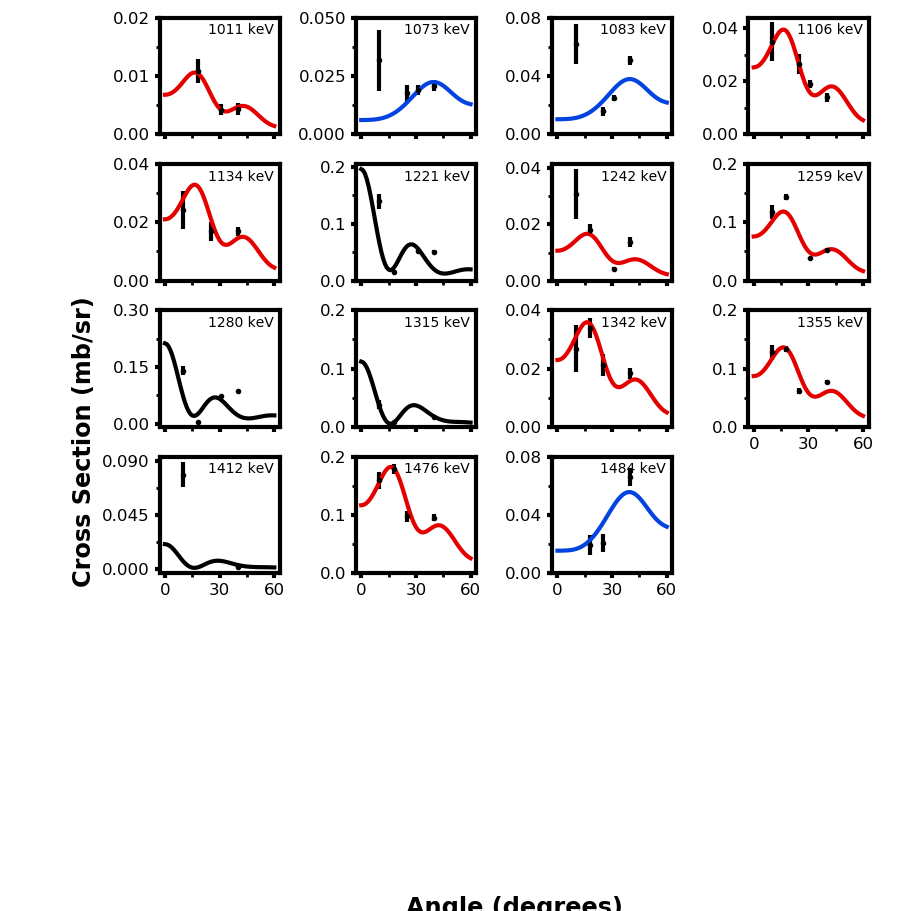 0.02
0.01
0.00
1011 keV
0.050
0.025
0.000
1073 keV
0.08
0.04
0.00
1083 keV
0.04
0.02
0.00
1106 keV
0.04
0.02
0.00
1134 keV
0.2
0.1
0.0
1221 keV
0.04
0.02
0.00
1242 keV
0.2
0.1
0.0
1259 keV
0.30
0.15
0.00
1280 keV
0.2
0.1
0.0
1315 keV
0.04
0.02
0.00
1342 keV
0.2
0.1
0.0
1355 keV
0 30 60
0.090
0.045
0.000
1412 keV
0 30 60
0.2
0.1
0.0
1476 keV
0 30 60
0.08
0.04
0.00
1484 keV
0 30 60
Cross Section (mb/sr)
Angle (degrees)